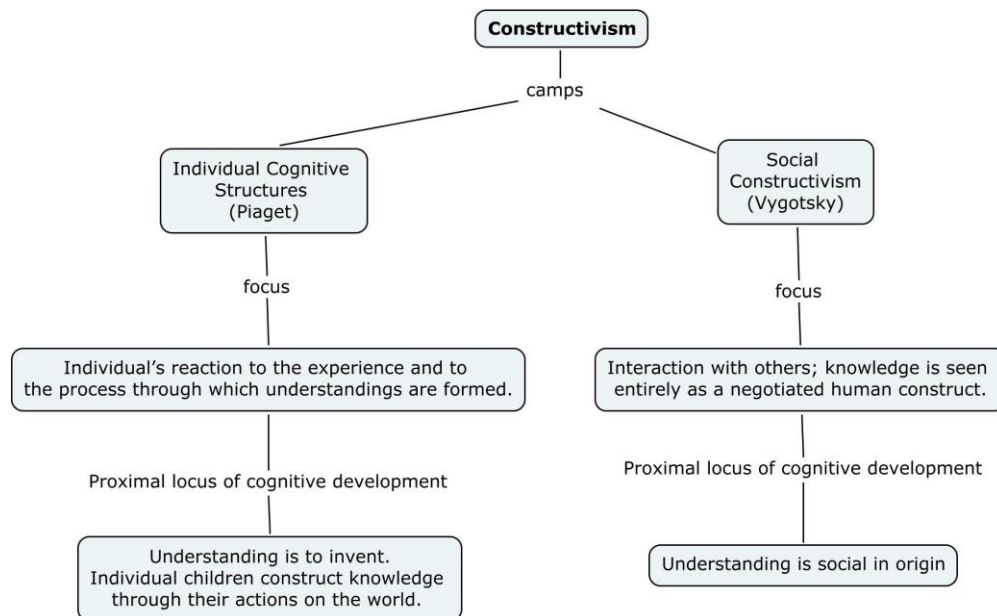 Constructivism
camps
Individual Cognitive
Structures
(Piaget)
focus
Individual’s reaction to the experience and to
the process through which understandings are formed.
Proximal locus of cognitive development
Understanding is to invent.
Individual children construct knowledge
through their actions on the world.
Social
Constructivism
(Vygotsky)
focus
Interaction with others; knowledge is seen
entirely as a negotiated human construct.
Proximal locus of cognitive development
Understanding is social in origin